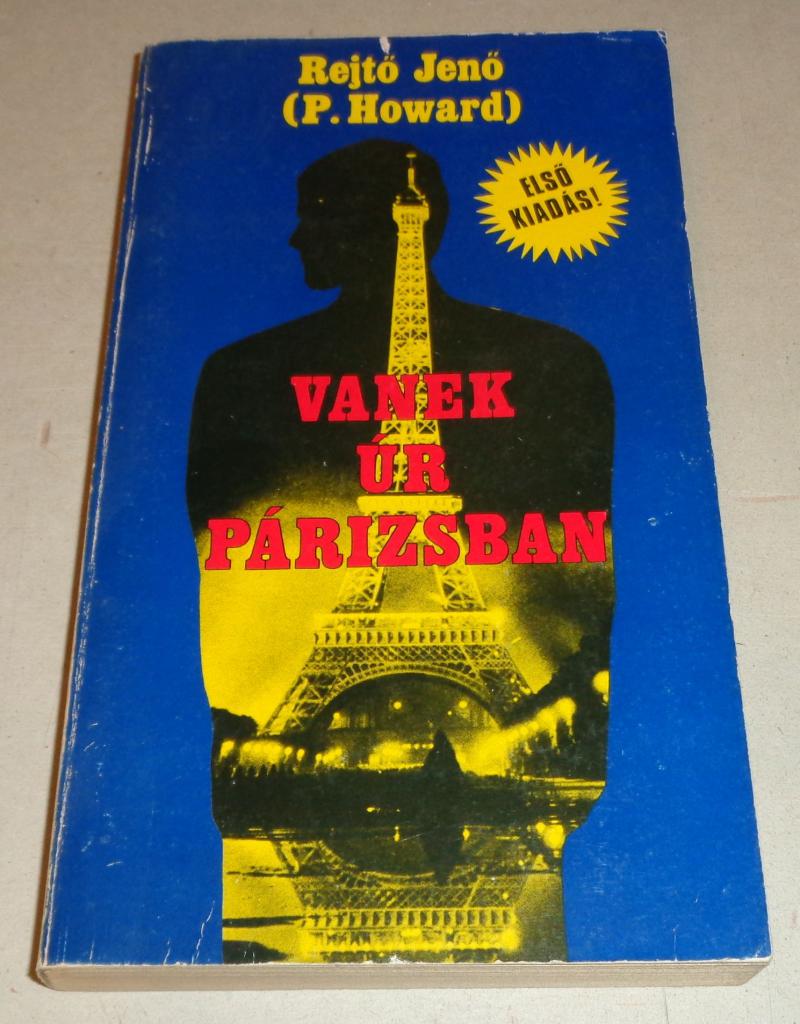 Rejtő Jenő
(P. Howard)
ELSŐ
KIADÁS!
VANEK
ÚR
PÁRIZSBAN